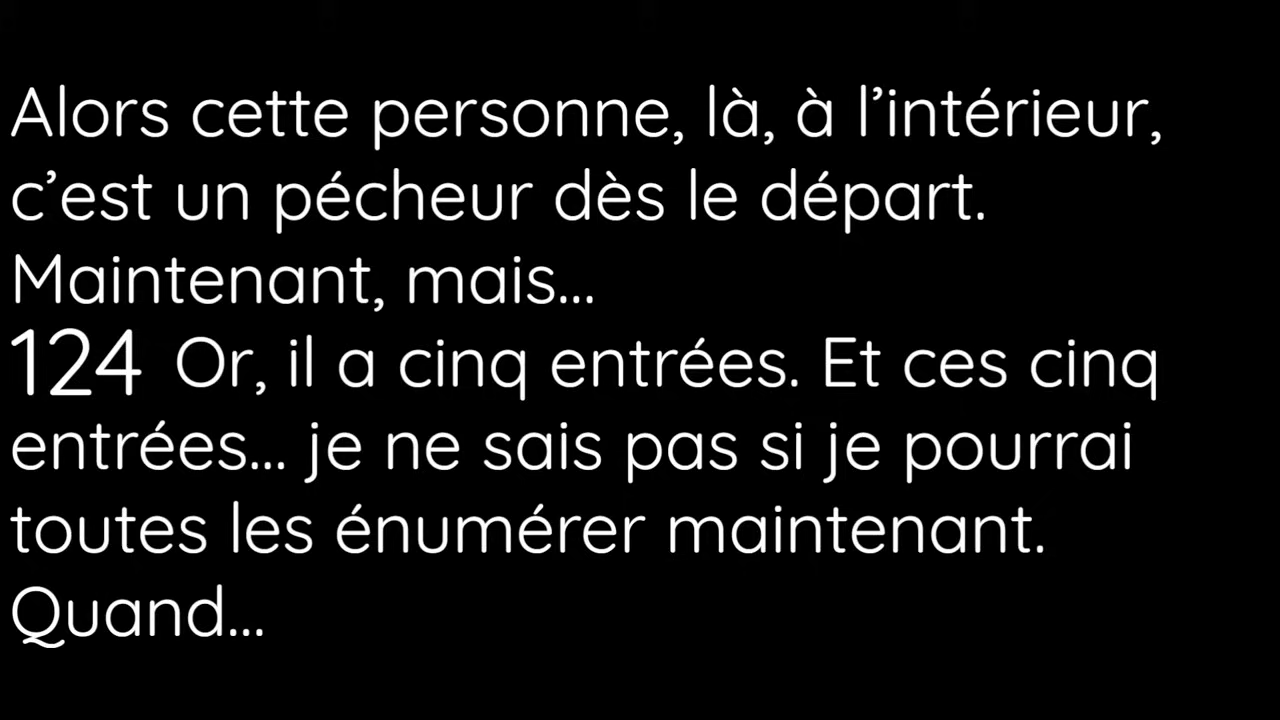 Alors cette personne, là, à l’intérieur,
c’est un pécheur dès le départ.
Maintenant, mais...
124 Or, il a cinq entrées. Et ces cinq
entrées... je ne sais pas si je pourrai
toutes les énumérer maintenant.
Quand...